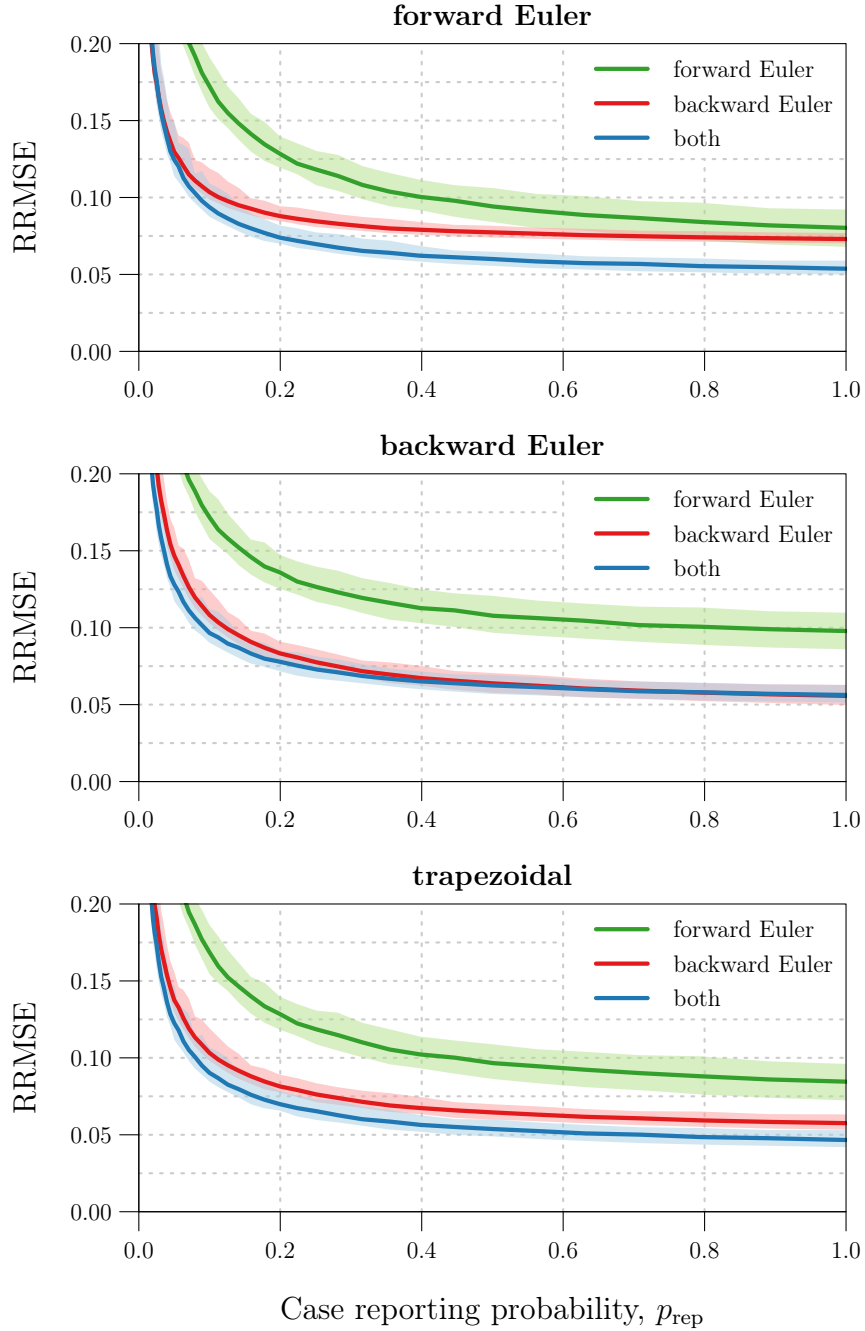 forward Euler
0.20
0.15
0.10
0.05
0.00
RRMSE
forward Euler
backward Euler
both
0.0 0.2 0.4 0.6 0.8 1.0
backward Euler
0.20
0.15
0.10
0.05
0.00
RRMSE
forward Euler
backward Euler
both
0.0 0.2 0.4 0.6 0.8 1.0
trapezoidal
0.20
0.15
0.10
0.05
0.00
RRMSE
forward Euler
backward Euler
both
0.0 0.2 0.4 0.6 0.8 1.0
Case reporting probability, p_rep